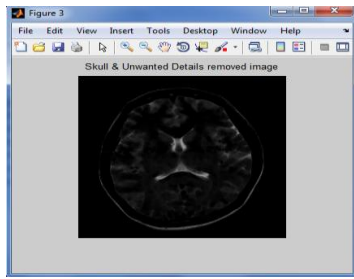 Figure 3
File Edit View Insert Tools Desktop Window Help
Skull & Unwanted Details removed image